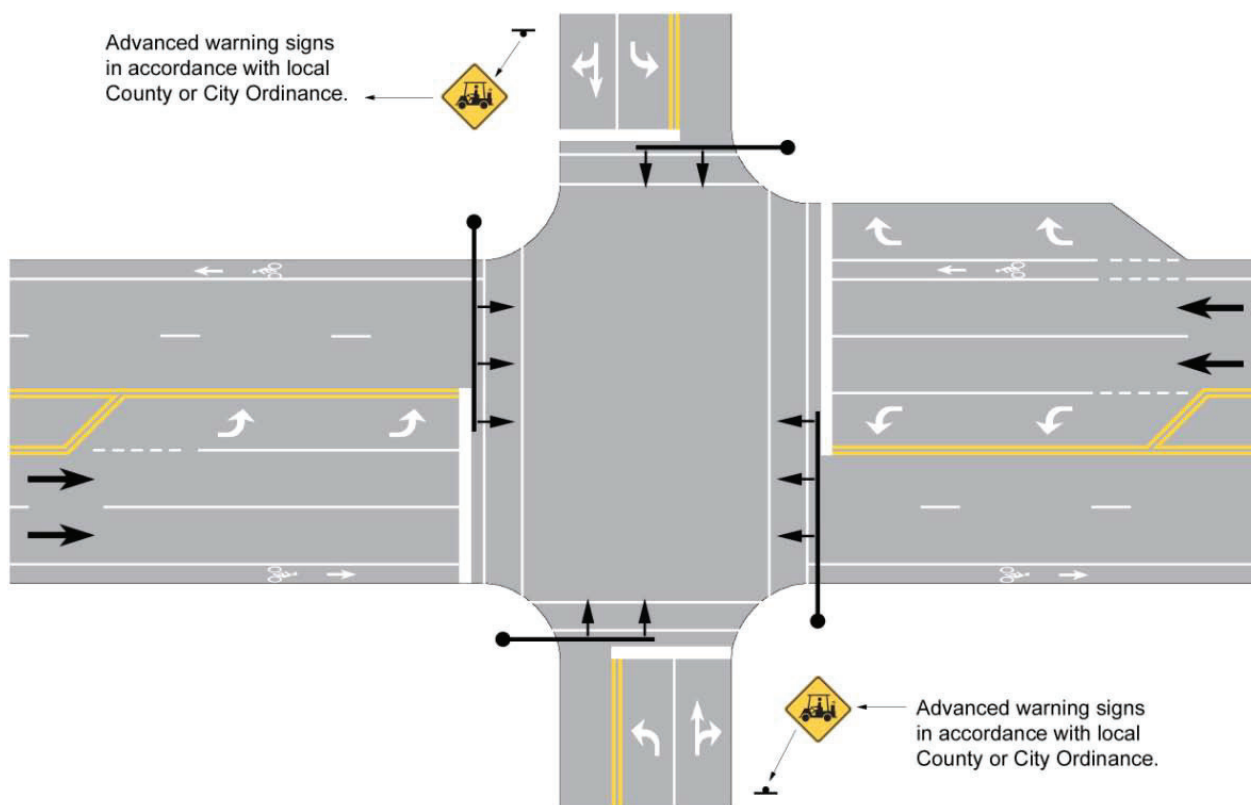 Advanced warning signs
in accordance with local
County or City Ordinance.
Advanced warning signs
in accordance with local
County or City Ordinance.